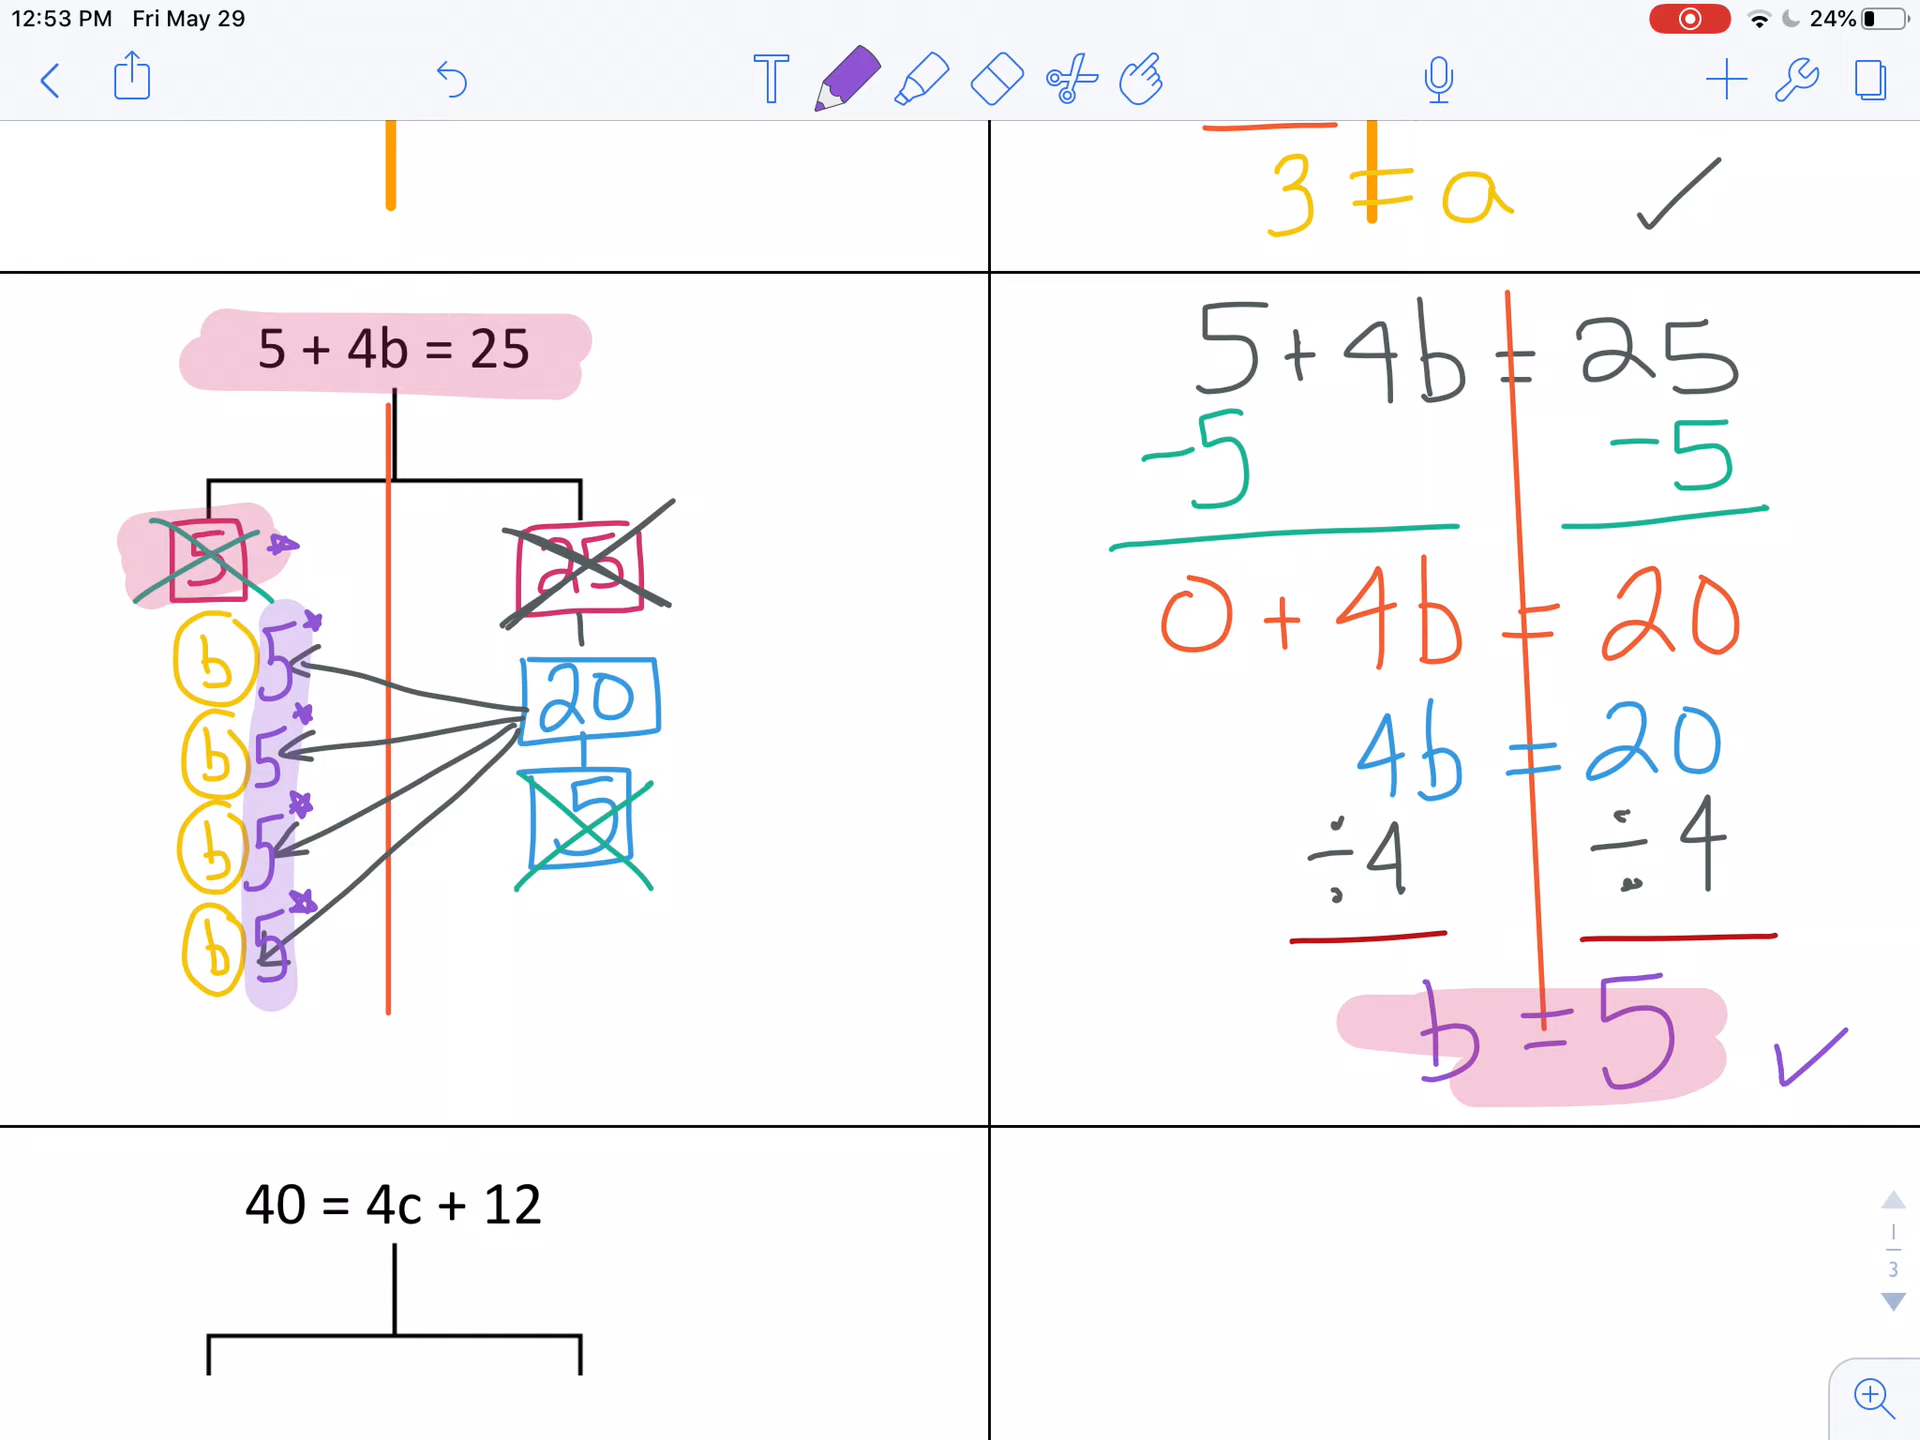 12:53 PM Fri May 29
24%
T
3 = a
5 + 4b = 25
5 + 4b = 25
-5 -5
5
25
0 + 4b = 20
b 5
20
4b = 20
b 5
5
÷4 ÷4
b 5
b 5
b = 5
40 = 4c + 12
1
3